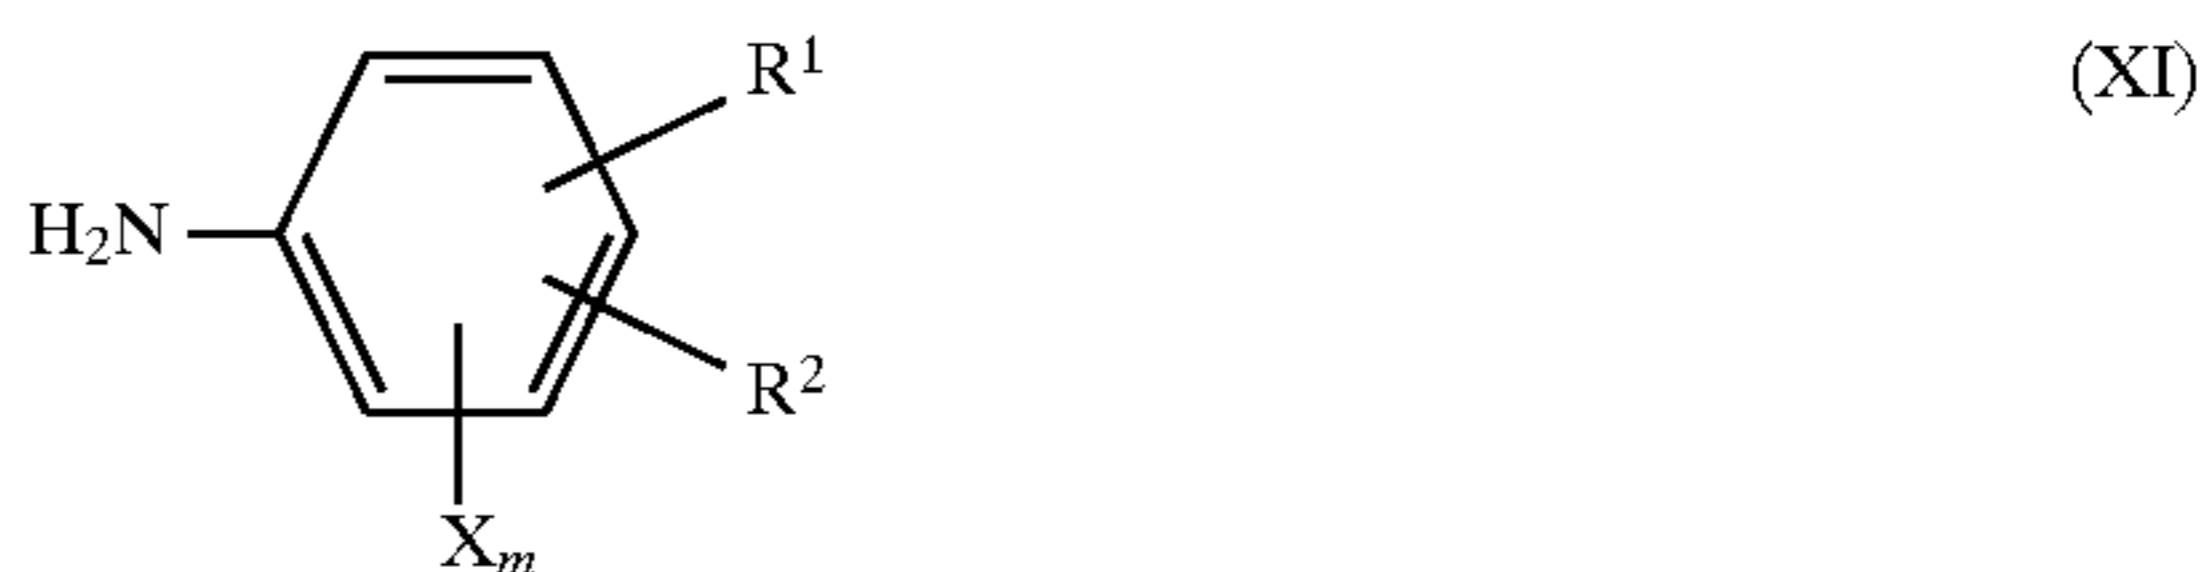 R¹ (XI)
H₂N
R²
Xₘ